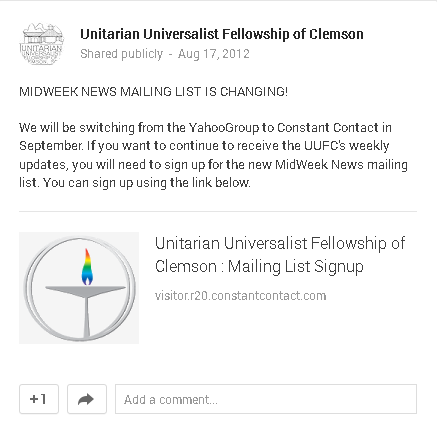 Unitarian Universalist Fellowship of Clemson
Shared publicly - Aug 17, 2012
MIDWEEK NEWS MAILING LIST IS CHANGING!
We will be switching from the YahooGroup to Constant Contact in
September. If you want to continue to receive the UUFC's weekly
updates, you will need to sign up for the new MidWeek News mailing
list. You can sign up using the link below.
Unitarian Universalist Fellowship of
Clemson : Mailing List Signup
visitor.r20.constantcontact.com
+1
Add a comment...